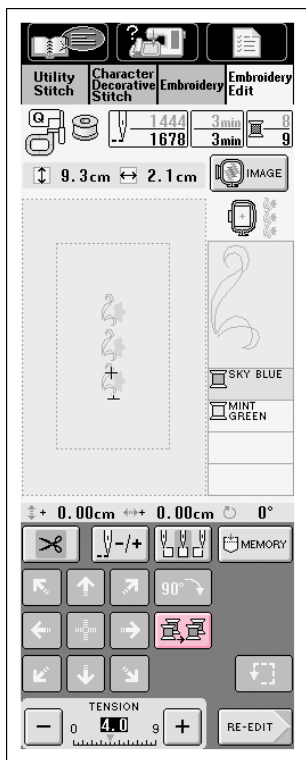 Utility
Stitch
Character
Decorative
Stitch
Embroidery
Embroidery
Edit
Q
1444 3min 8
1678 3min 9
9.3cm 2.1cm
IMAGE
SKY BLUE
MINT
GREEN
+ 0.00cm + 0.00cm 0°
-/+
MEMORY
90°
TENSION
- 0 4.0 9 +
RE-EDIT